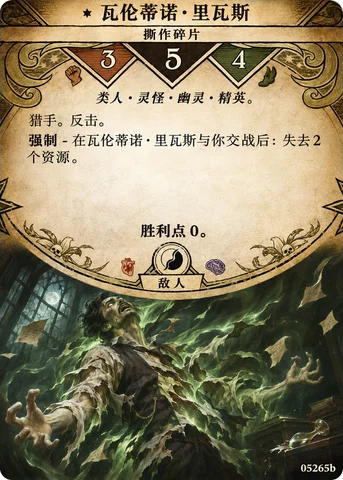 瓦伦蒂诺·里瓦斯
撕作碎片
3 5 4
类人·灵怪·幽灵·精英。
猎手。反击。
强制 - 在瓦伦蒂诺·里瓦斯与你交战后：失去2
个资源。
胜利点 0。
敌人
05265b